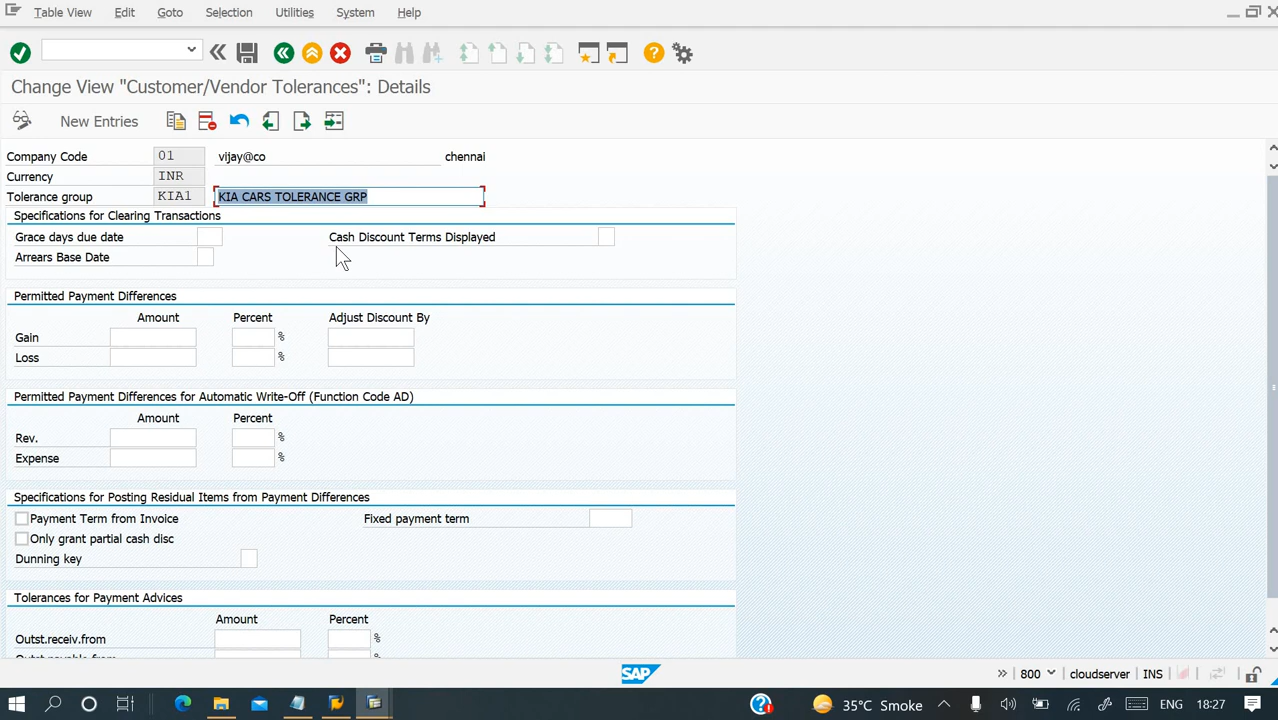 Table View Edit Goto Selection Utilities System Help
Change View "Customer/Vendor Tolerances": Details
New Entries
Company Code 01 vijay@co chennai
Currency INR
Tolerance group KIA1 KIA CARS TOLERANCE GRP
Specifications for Clearing Transactions
Grace days due date Cash Discount Terms Displayed
Arrears Base Date
Permitted Payment Differences
Amount Percent Adjust Discount By
Gain %
Loss %
Permitted Payment Differences for Automatic Write-Off (Function Code AD)
Amount Percent
Rev. %
Expense %
Specifications for Posting Residual Items from Payment Differences
Payment Term from Invoice Fixed payment term
Only grant partial cash disc
Dunning key
Tolerances for Payment Advices
Amount Percent
Outst.receiv.from %
Outst.payable from %
SAP 800 cloudserver INS
35°C Smoke ENG 18:27